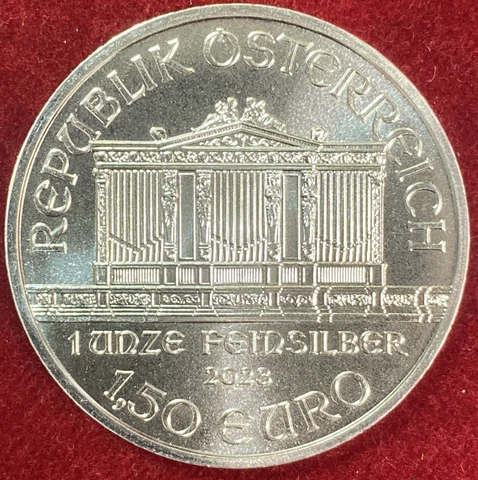 REPUBLIK ÖSTERREICH
1 UNZE FEINSILBER
2023
1,50 EURO